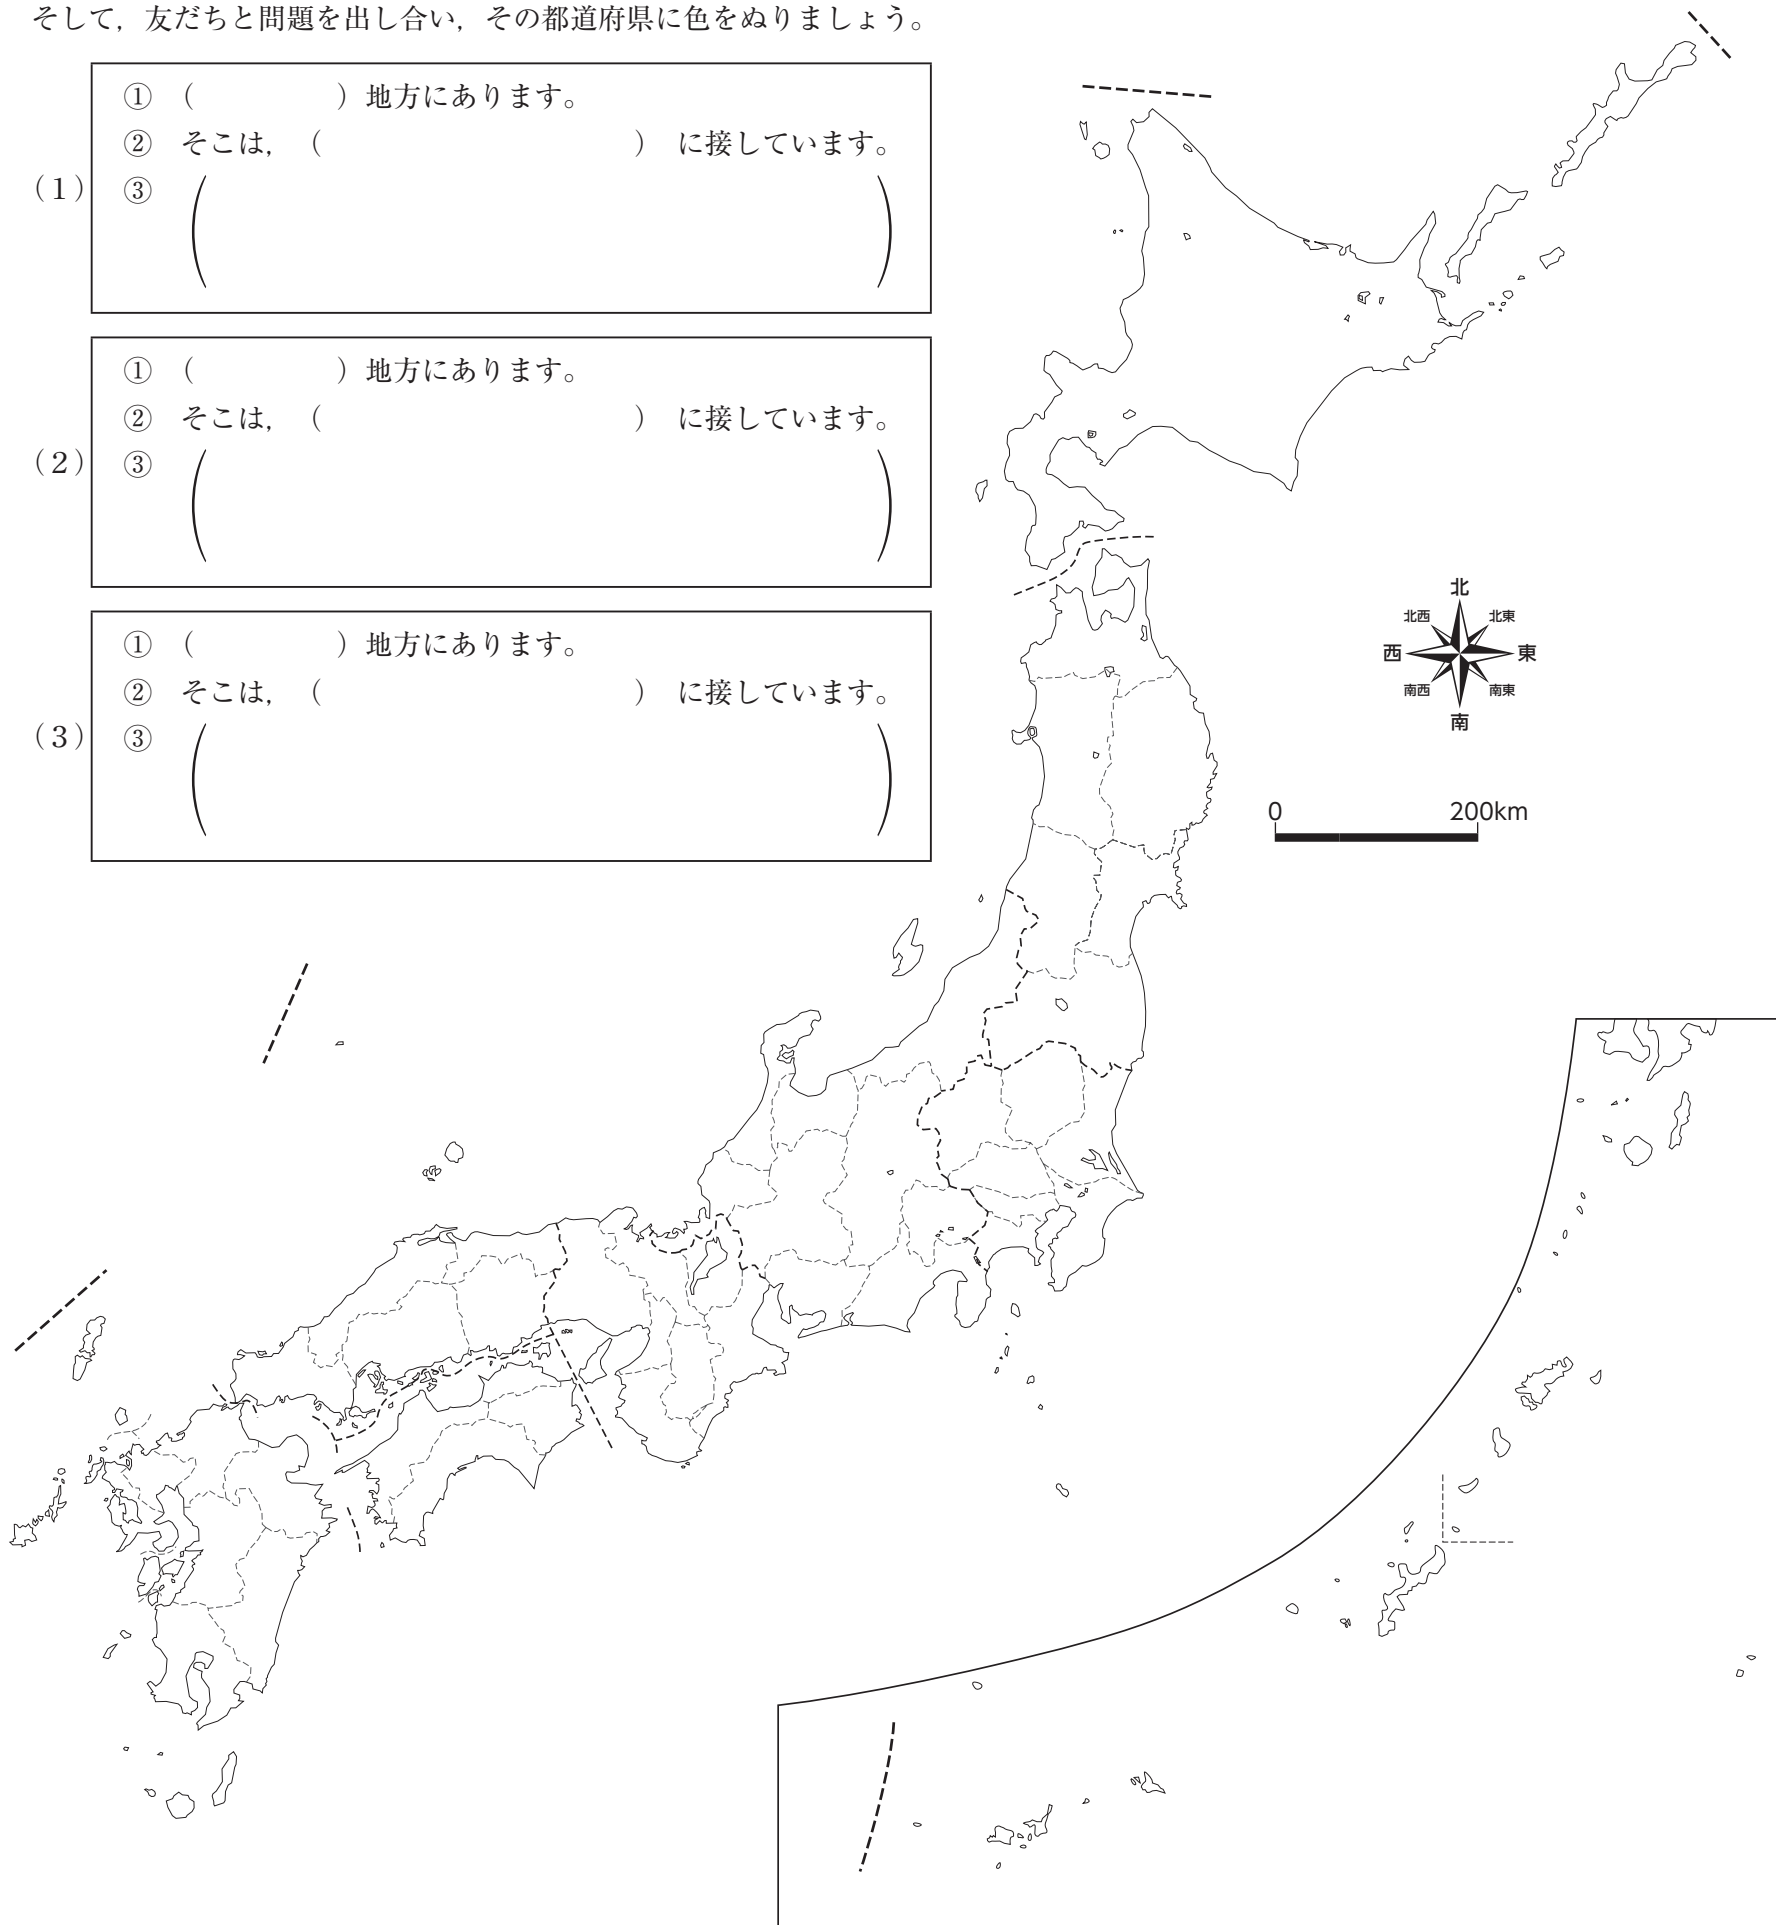 そして，友だちと問題を出し合い，その都道府県に色をぬりましょう。
（1）
① （　　　　　）地方にあります。
② そこは，（　　　　　　　　　　　）に接しています。
③ （　　　　　　　　　　　　　　　　　　　　）
（2）
① （　　　　　）地方にあります。
② そこは，（　　　　　　　　　　　）に接しています。
③ （　　　　　　　　　　　　　　　　　　　　）
（3）
① （　　　　　）地方にあります。
② そこは，（　　　　　　　　　　　）に接しています。
③ （　　　　　　　　　　　　　　　　　　　　）
北
北西 北東
西 東
南西 南東
南
0 200km